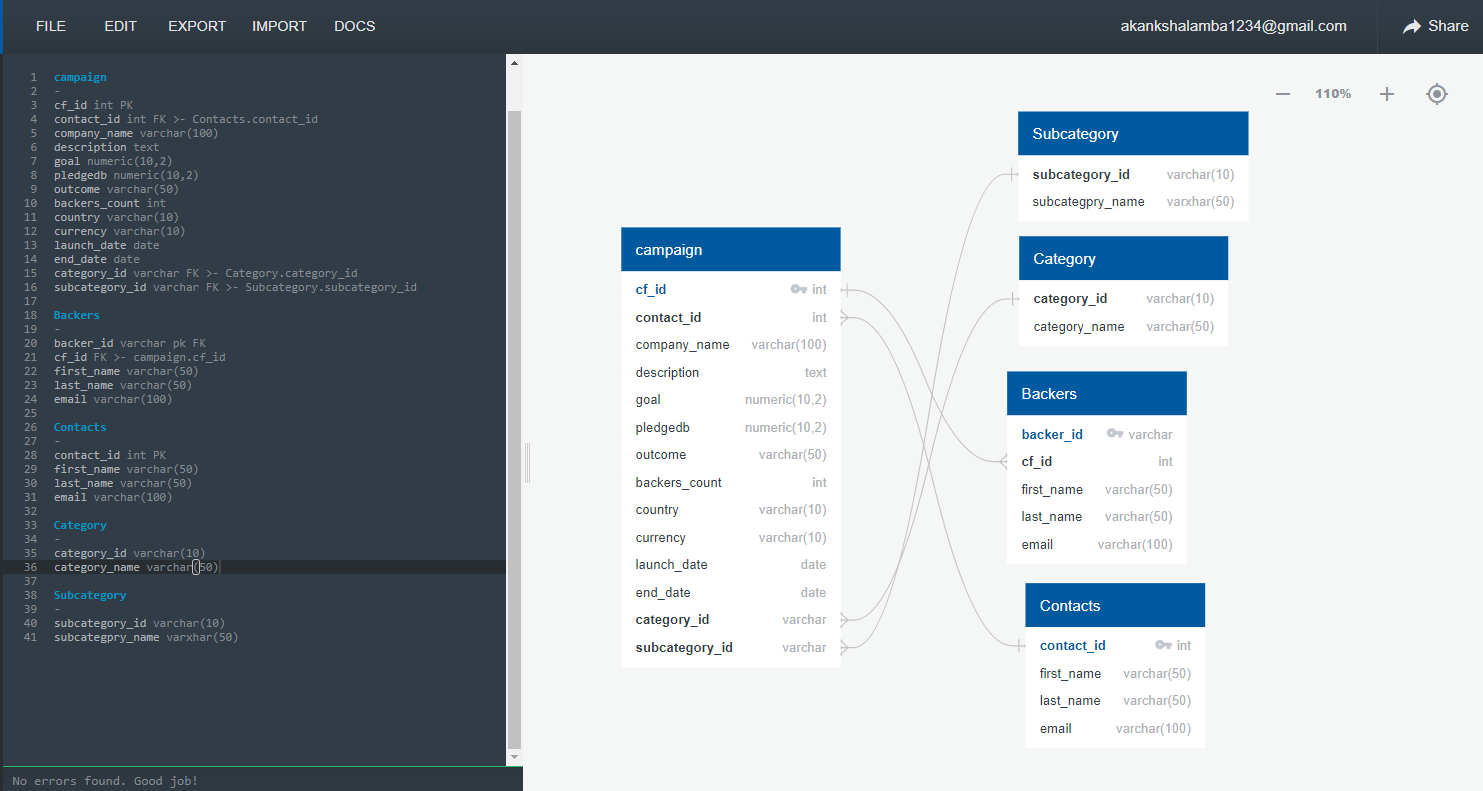 FILE EDIT EXPORT IMPORT DOCS akankshalamba1234@gmail.com Share
1 campaign
2 -
3 cf_id int PK
4 contact_id int FK >- Contacts.contact_id
5 company_name varchar(100)
6 description text
7 goal numeric(10,2)
8 pledgedb numeric(10,2)
9 outcome varchar(50)
10 backers_count int
11 country varchar(10)
12 currency varchar(10)
13 launch_date date
14 end_date date
15 category_id varchar FK >- Category.category_id
16 subcategory_id varchar FK >- Subcategory.subcategory_id
17
18 Backers
19 -
20 backer_id varchar pk FK
21 cf_id FK >- campaign.cf_id
22 first_name varchar(50)
23 last_name varchar(50)
24 email varchar(100)
25
26 Contacts
27 -
28 contact_id int PK
29 first_name varchar(50)
30 last_name varchar(50)
31 email varchar(100)
32
33 Category
34 -
35 category_id varchar(10)
36 category_name varchar(50)
37
38 Subcategory
39 -
40 subcategory_id varchar(10)
41 subcategpry_name varxhar(50)
No errors found. Good job!
110%
campaign
cf_id int
contact_id int
company_name varchar(100)
description text
goal numeric(10,2)
pledgedb numeric(10,2)
outcome varchar(50)
backers_count int
country varchar(10)
currency varchar(10)
launch_date date
end_date date
category_id varchar
subcategory_id varchar
Subcategory
subcategory_id varchar(10)
subcategpry_name varxhar(50)
Category
category_id varchar(10)
category_name varchar(50)
Backers
backer_id varchar
cf_id int
first_name varchar(50)
last_name varchar(50)
email varchar(100)
Contacts
contact_id int
first_name varchar(50)
last_name varchar(50)
email varchar(100)